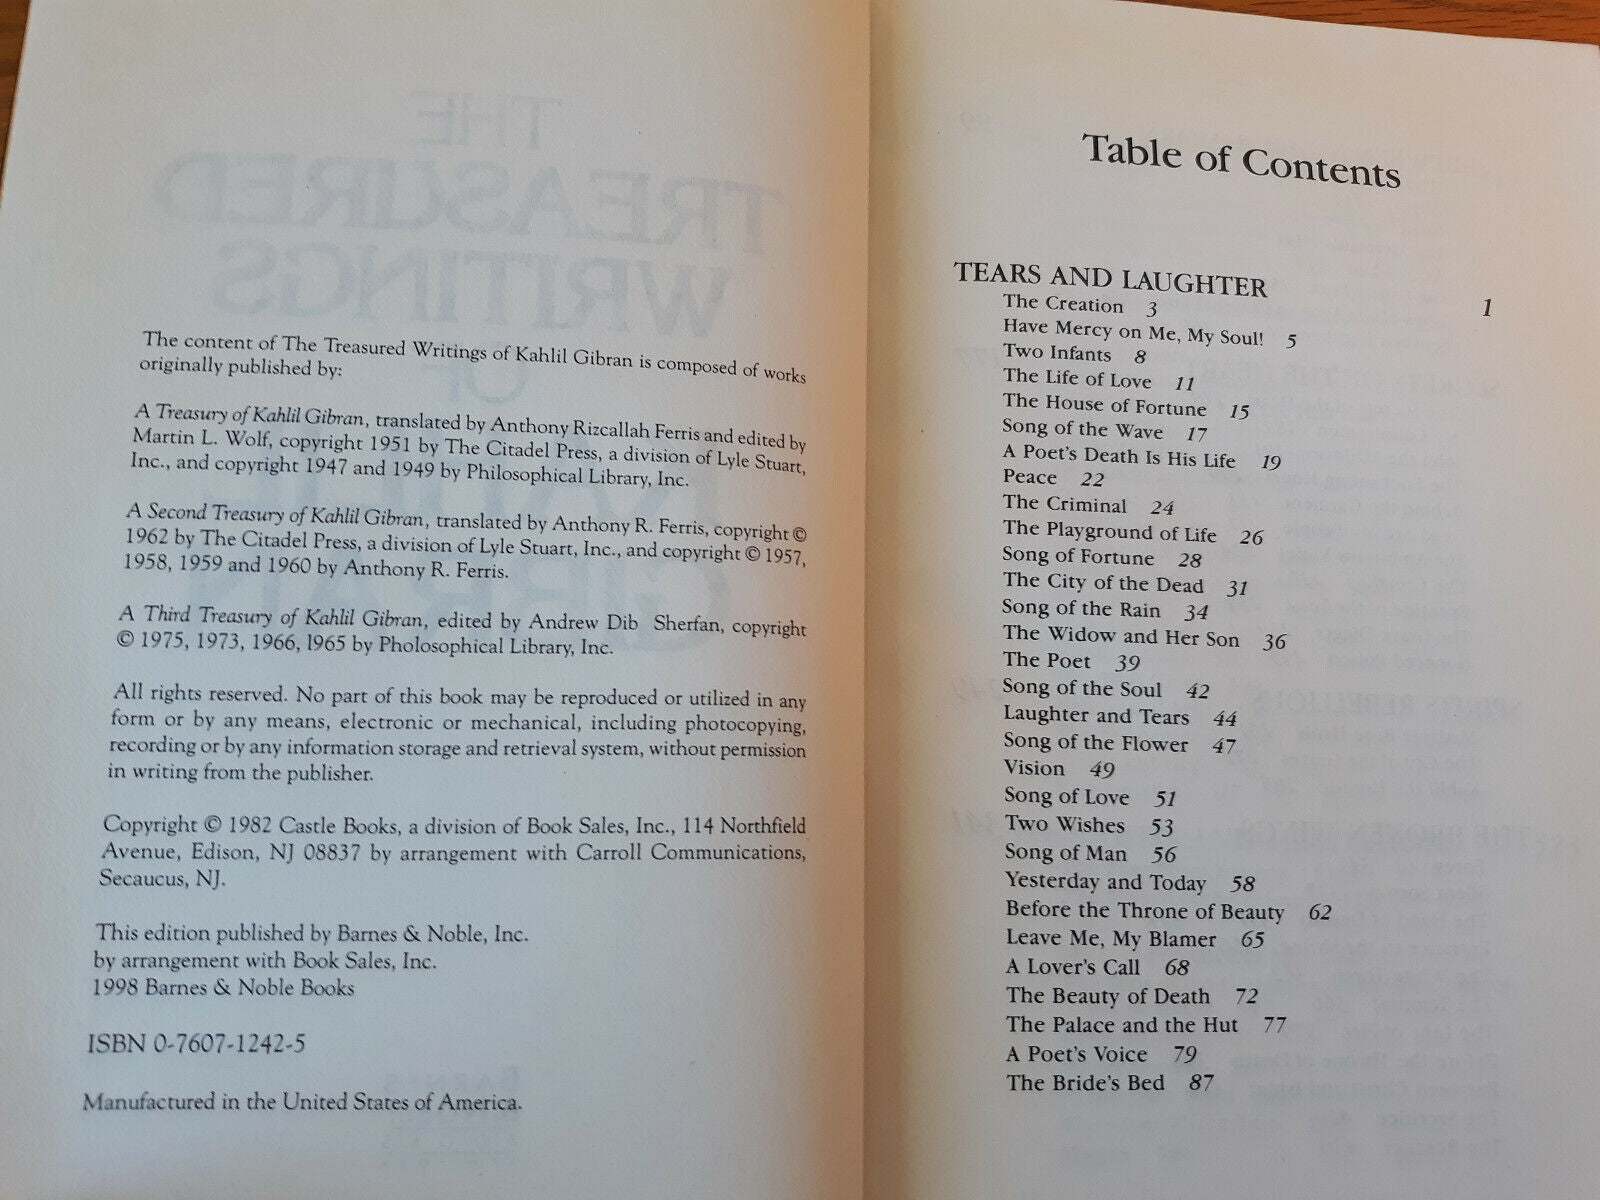 The content of The Treasured Writings of Kahlil Gibran is composed of works
originally published by:
A Treasury of Kahlil Gibran, translated by Anthony Rizcallah Ferris and edited by
Martin L. Wolf, copyright 1951 by The Citadel Press, a division of Lyle Stuart,
Inc., and copyright 1947 and 1949 by Philosophical Library, Inc.
A Second Treasury of Kahlil Gibran, translated by Anthony R. Ferris, copyright ©
1962 by The Citadel Press, a division of Lyle Stuart, Inc., and copyright © 1957,
1958, 1959 and 1960 by Anthony R. Ferris.
A Third Treasury of Kahlil Gibran, edited by Andrew Dib Sherfan, copyright
© 1975, 1973, 1966, l965 by Pholosophical Library, Inc.
All rights reserved. No part of this book may be reproduced or utilized in any
form or by any means, electronic or mechanical, including photocopying,
recording or by any information storage and retrieval system, without permission
in writing from the publisher.
Copyright © 1982 Castle Books, a division of Book Sales, Inc., 114 Northfield
Avenue, Edison, NJ 08837 by arrangement with Carroll Communications,
Secaucus, NJ.
This edition published by Barnes & Noble, Inc.
by arrangement with Book Sales, Inc.
1998 Barnes & Noble Books
ISBN 0-7607-1242-5
Manufactured in the United States of America.
Table of Contents
TEARS AND LAUGHTER 1
The Creation 3
Have Mercy on Me, My Soul! 5
Two Infants 8
The Life of Love 11
The House of Fortune 15
Song of the Wave 17
A Poet's Death Is His Life 19
Peace 22
The Criminal 24
The Playground of Life 26
Song of Fortune 28
The City of the Dead 31
Song of the Rain 34
The Widow and Her Son 36
The Poet 39
Song of the Soul 42
Laughter and Tears 44
Song of the Flower 47
Vision 49
Song of Love 51
Two Wishes 53
Song of Man 56
Yesterday and Today 58
Before the Throne of Beauty 62
Leave Me, My Blamer 65
A Lover's Call 68
The Beauty of Death 72
The Palace and the Hut 77
A Poet's Voice 79
The Bride's Bed 87